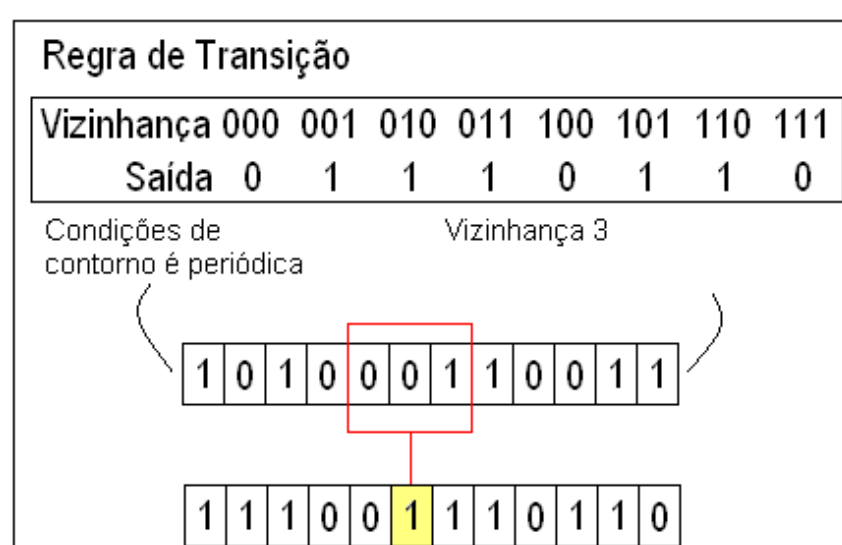 Regra de Transição
Vizinhança 000 001 010 011 100 101 110 111
Saída 0 1 1 1 0 1 1 0
Condições de
contorno é periódica
Vizinhança 3
1 0 1 0 0 0 1 1 0 0 1 1
1 1 1 0 0 1 1 1 0 1 1 0